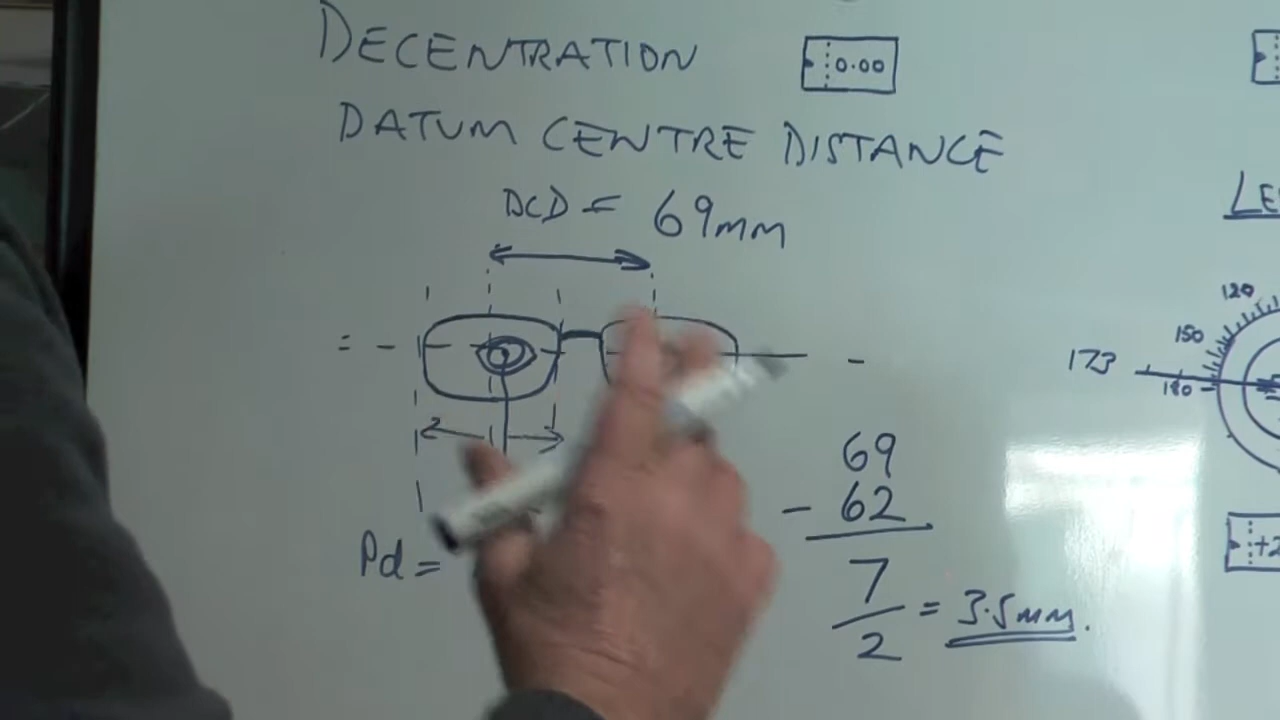 DECENTRATION
0.00
DATUM CENTRE DISTANCE
DCD = 69mm
120
150
173
180
69
- 62
7
2
= 3.5mm.
Pd =